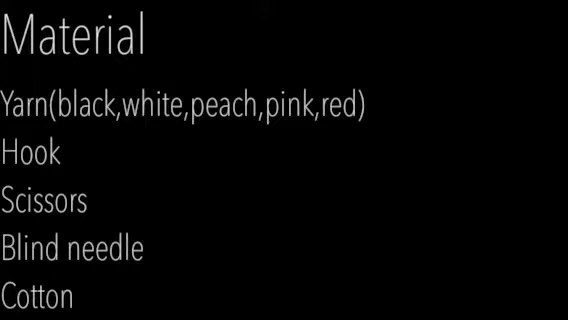 Material
Yarn(black,white,peach,pink,red)
Hook
Scissors
Blind needle
Cotton